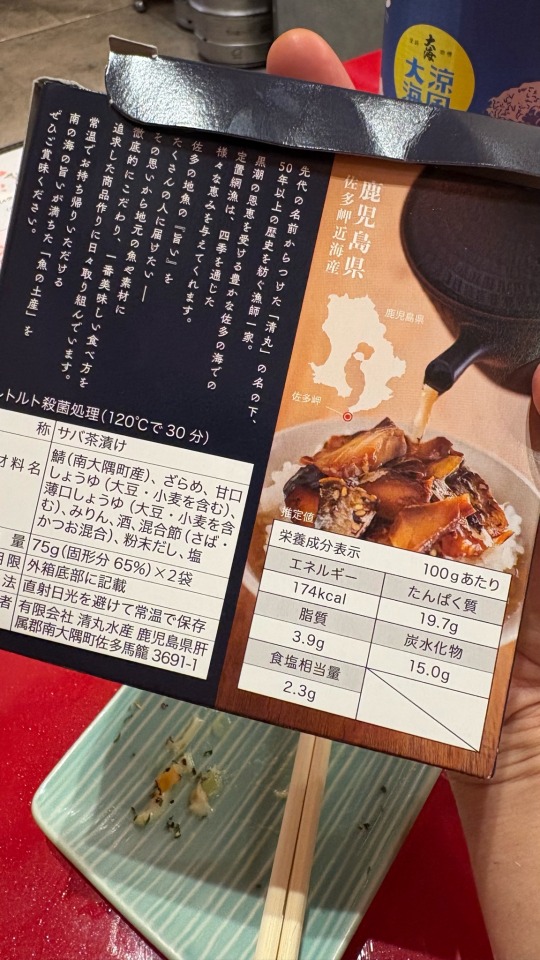 大海
涼風
大海
先代の名前からつけた「清丸」の名の下、
50年以上の歴史を紡ぐ漁師一家。
黒潮の恩恵を受ける豊かな佐多の海での
定置網漁は、四季を通じた
様々な恵みを与えてくれます。
佐多の地魚の『旨い』を
たくさんの人に届けたい―
その思いから地元の魚や素材に
徹底的にこだわり、一番美味しい食べ方を
追求した商品作りに日々取り組んでいます。
常温でお持ち帰りいただける
南の海の旨いが満ちた「魚の土産」を
ぜひご賞味ください。
鹿児島県
佐多岬近海産
鹿児島県
佐多岬
トルト殺菌処理(120℃で30分)
称 サバ茶漬け
材料名 鯖(南大隅町産)、ざらめ、甘口
しょうゆ(大豆・小麦を含む)、
薄口しょうゆ(大豆・小麦を含
む)、みりん、酒、混合節(さば・
かつお混合)、粉末だし、塩
量 75g(固形分 65%)×2袋
限 外箱底部に記載
法 直射日光を避けて常温で保存
者 有限会社 清丸水産 鹿児島県肝
属郡南大隅町佐多馬籠 3691-1
推定値
栄養成分表示 100gあたり
エネルギー
174kcal
たんぱく質
19.7g
脂質
3.9g
炭水化物
15.0g
食塩相当量
2.3g